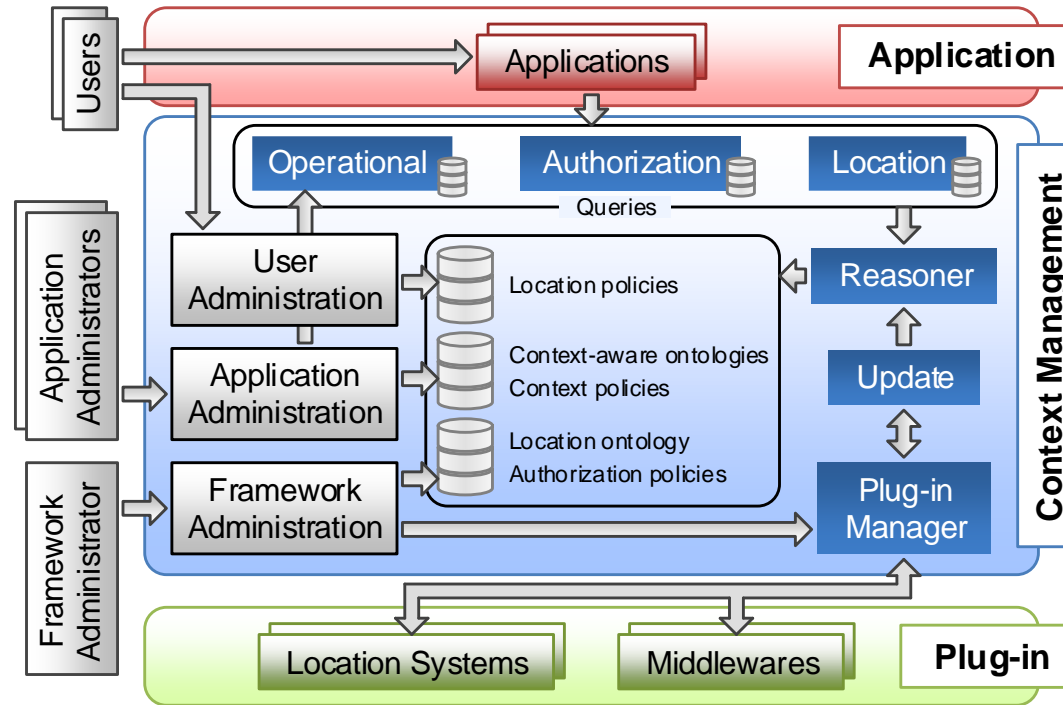 Users
Applications
Application
Operational
Authorization
Location
Queries
Application
Administrators
User
Administration
Location policies
Reasoner
Context Management
Application
Administration
Context-aware ontologies
Context policies
Update
Framework
Administrator
Framework
Administration
Location ontology
Authorization policies
Plug-in
Manager
Location Systems
Middlewares
Plug-in